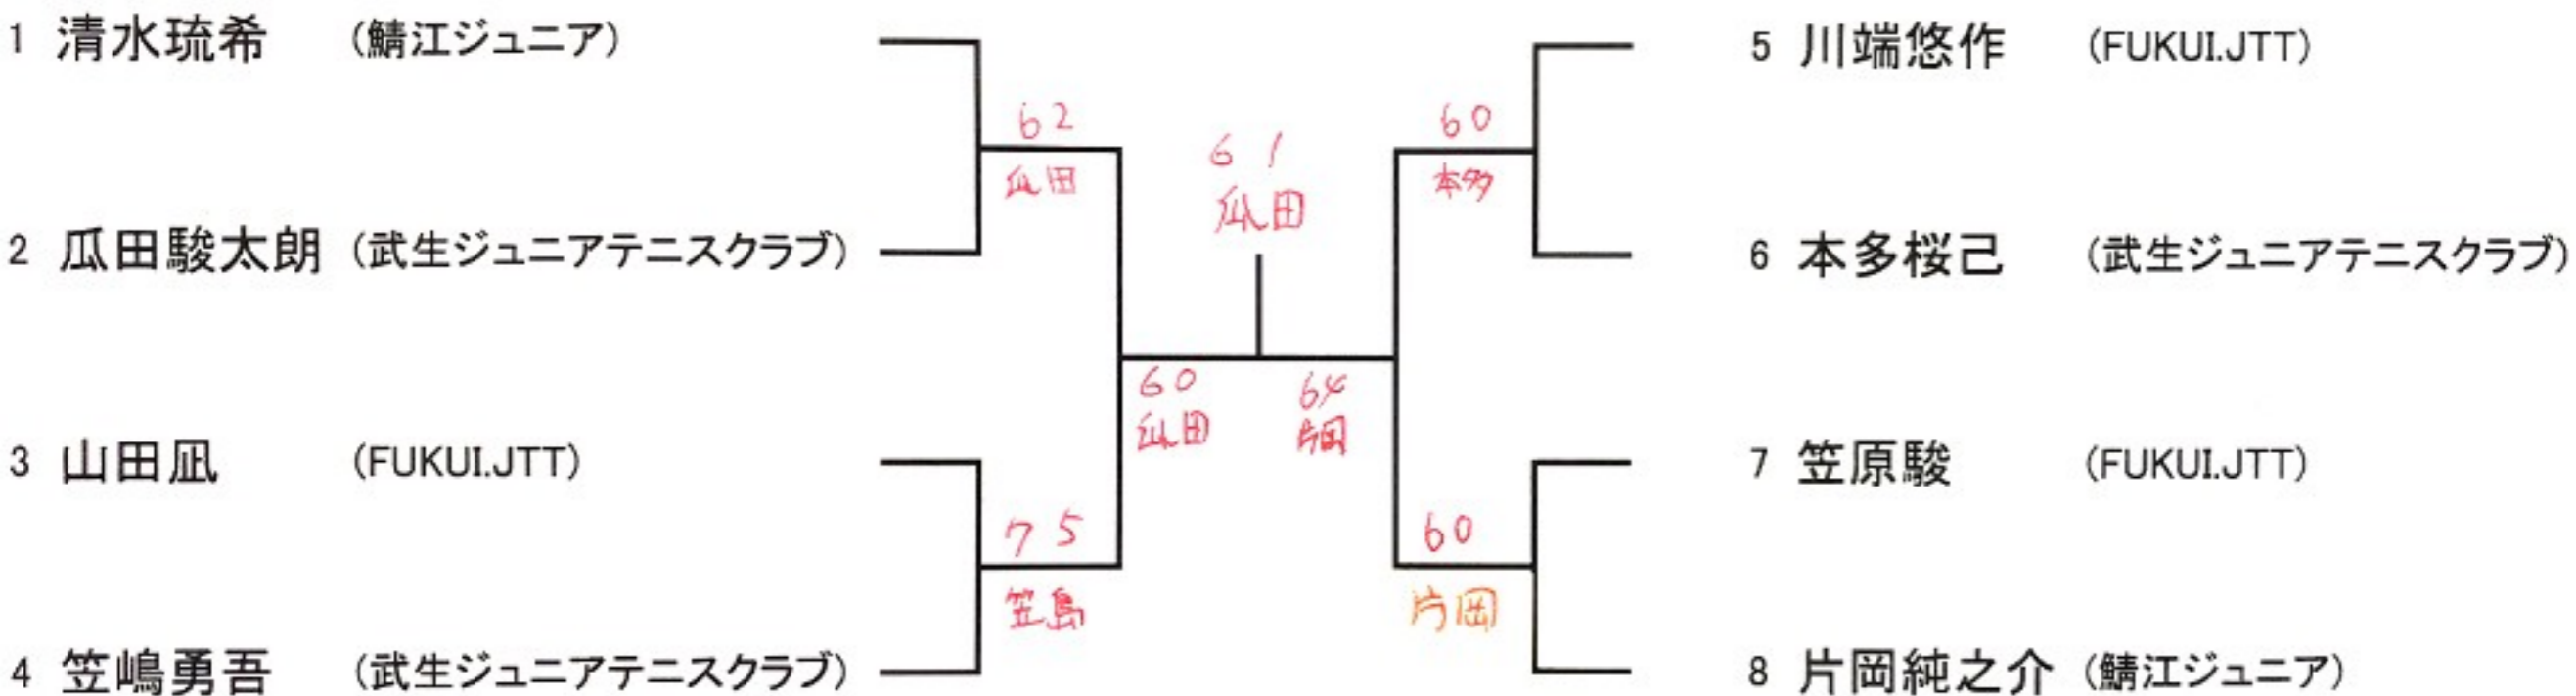 1 清水琉希 (鯖江ジュニア)
2 瓜田駿太朗 (武生ジュニアテニスクラブ)
3 山田凪 (FUKUI.JTT)
4 笠嶋勇吾 (武生ジュニアテニスクラブ)
62
瓜田
75
笠島
60
瓜田
61
瓜田
64
片岡
60
本多
60
片岡
5 川端悠作 (FUKUI.JTT)
6 本多桜己 (武生ジュニアテニスクラブ)
7 笠原駿 (FUKUI.JTT)
8 片岡純之介 (鯖江ジュニア)